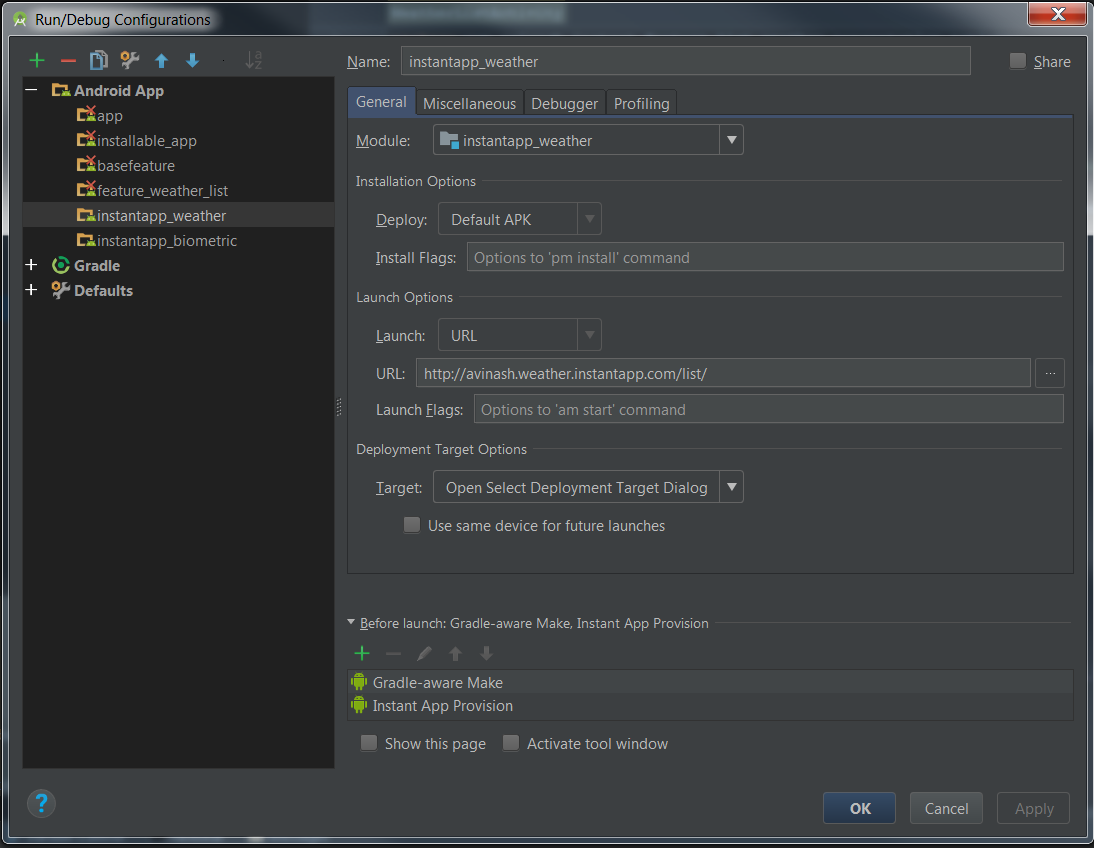 Run/Debug Configurations
Name: instantapp_weather Share
Android App
app
installable_app
basefeature
feature_weather_list
instantapp_weather
instantapp_biometric
Gradle
Defaults
General Miscellaneous Debugger Profiling
Module: instantapp_weather
Installation Options
Deploy: Default APK
Install Flags: Options to 'pm install' command
Launch Options
Launch: URL
URL: http://avinash.weather.instantapp.com/list/ ...
Launch Flags: Options to 'am start' command
Deployment Target Options
Target: Open Select Deployment Target Dialog
Use same device for future launches
Before launch: Gradle-aware Make, Instant App Provision
Gradle-aware Make
Instant App Provision
Show this page Activate tool window
? OK Cancel Apply